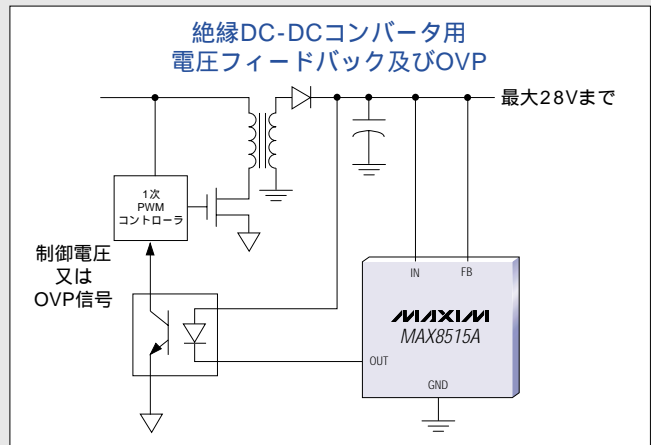 絶縁DC-DCコンバータ用
電圧フィードバック及びOVP
最大28Vまで
1次
PWM
コントローラ
制御電圧
又は
OVP信号
IN
FB
MAXIM
MAX8515A
OUT
GND